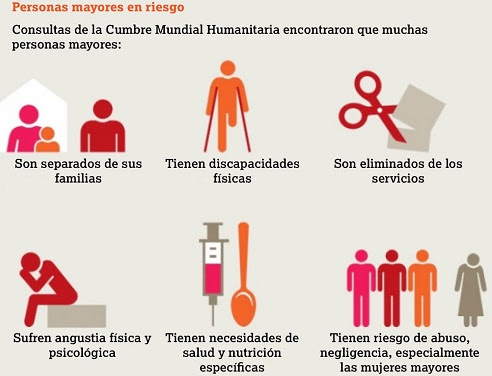 Personas mayores en riesgo
Consultas de la Cumbre Mundial Humanitaria encontraron que muchas
personas mayores:
Son separados de sus
familias
Tienen discapacidades
físicas
Son eliminados de los
servicios
Sufren angustia física y
psicológica
Tienen necesidades de
salud y nutrición
específicas
Tienen riesgo de abuso,
negligencia, especialmente
las mujeres mayores